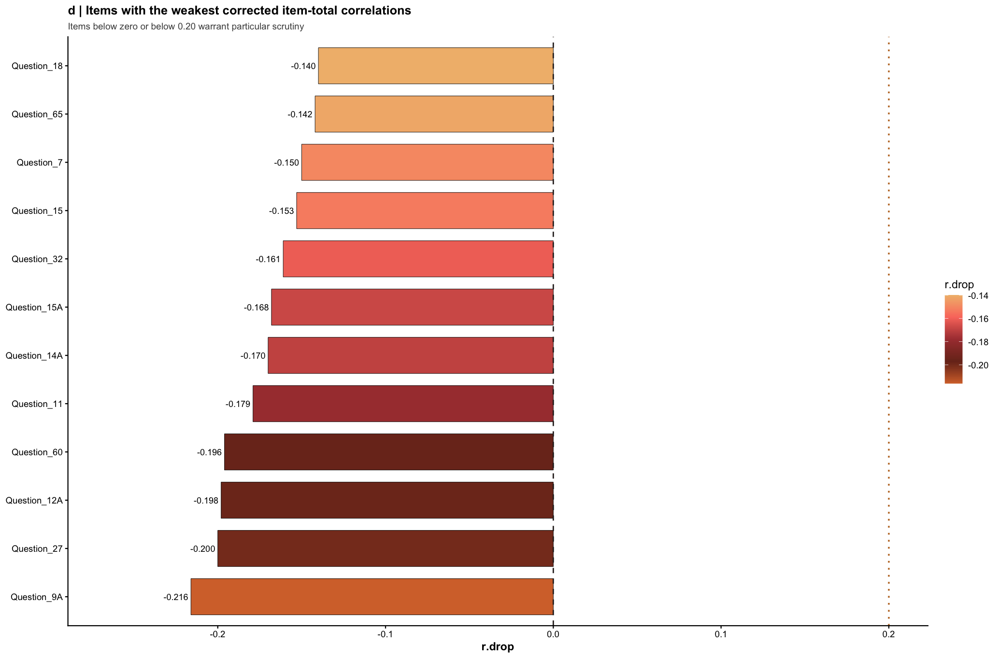 d | Items with the weakest corrected item-total correlations
Items below zero or below 0.20 warrant particular scrutiny
Question_18
-0.140
Question_65
-0.142
Question_7
-0.150
Question_15
-0.153
Question_32
-0.161
Question_15A
-0.168
Question_14A
-0.170
Question_11
-0.179
Question_60
-0.196
Question_12A
-0.198
Question_27
-0.200
Question_9A
-0.216
-0.2
-0.1
0.0
0.1
0.2
r.drop
r.drop
-0.14
-0.16
-0.18
-0.20